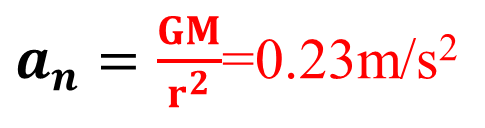 aₙ = GM/r² =0.23m/s²